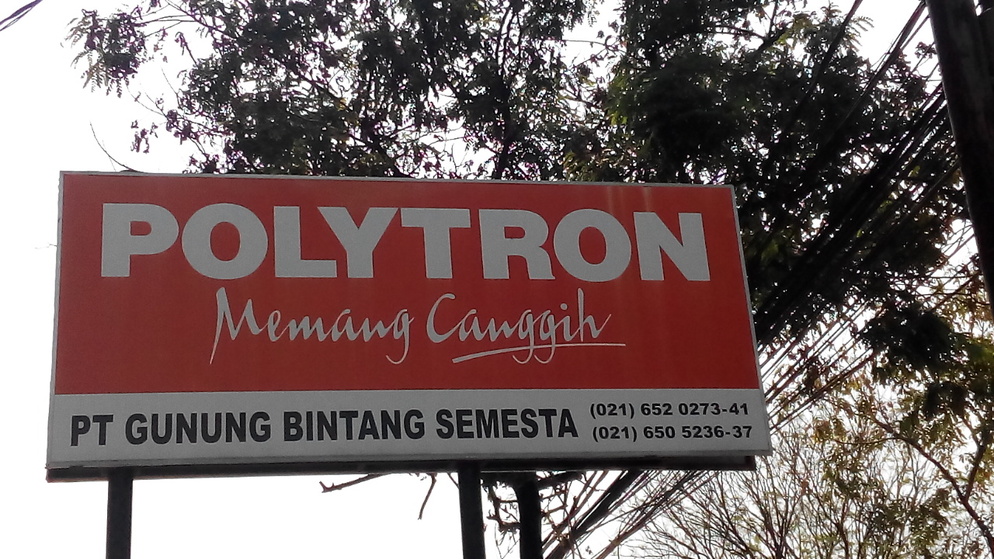 POLYTRON
Memang Canggih
PT GUNUNG BINTANG SEMESTA
(021) 652 0273-41
(021) 650 5236-37